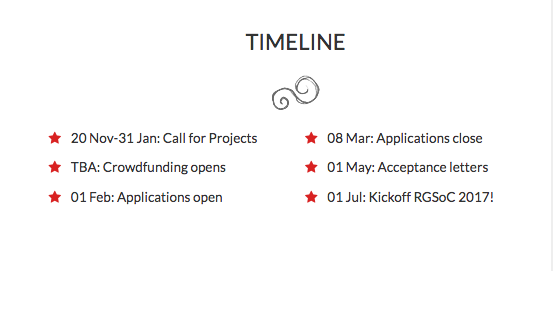 TIMELINE
20 Nov-31 Jan: Call for Projects
TBA: Crowdfunding opens
01 Feb: Applications open
08 Mar: Applications close
01 May: Acceptance letters
01 Jul: Kickoff RGSoC 2017!